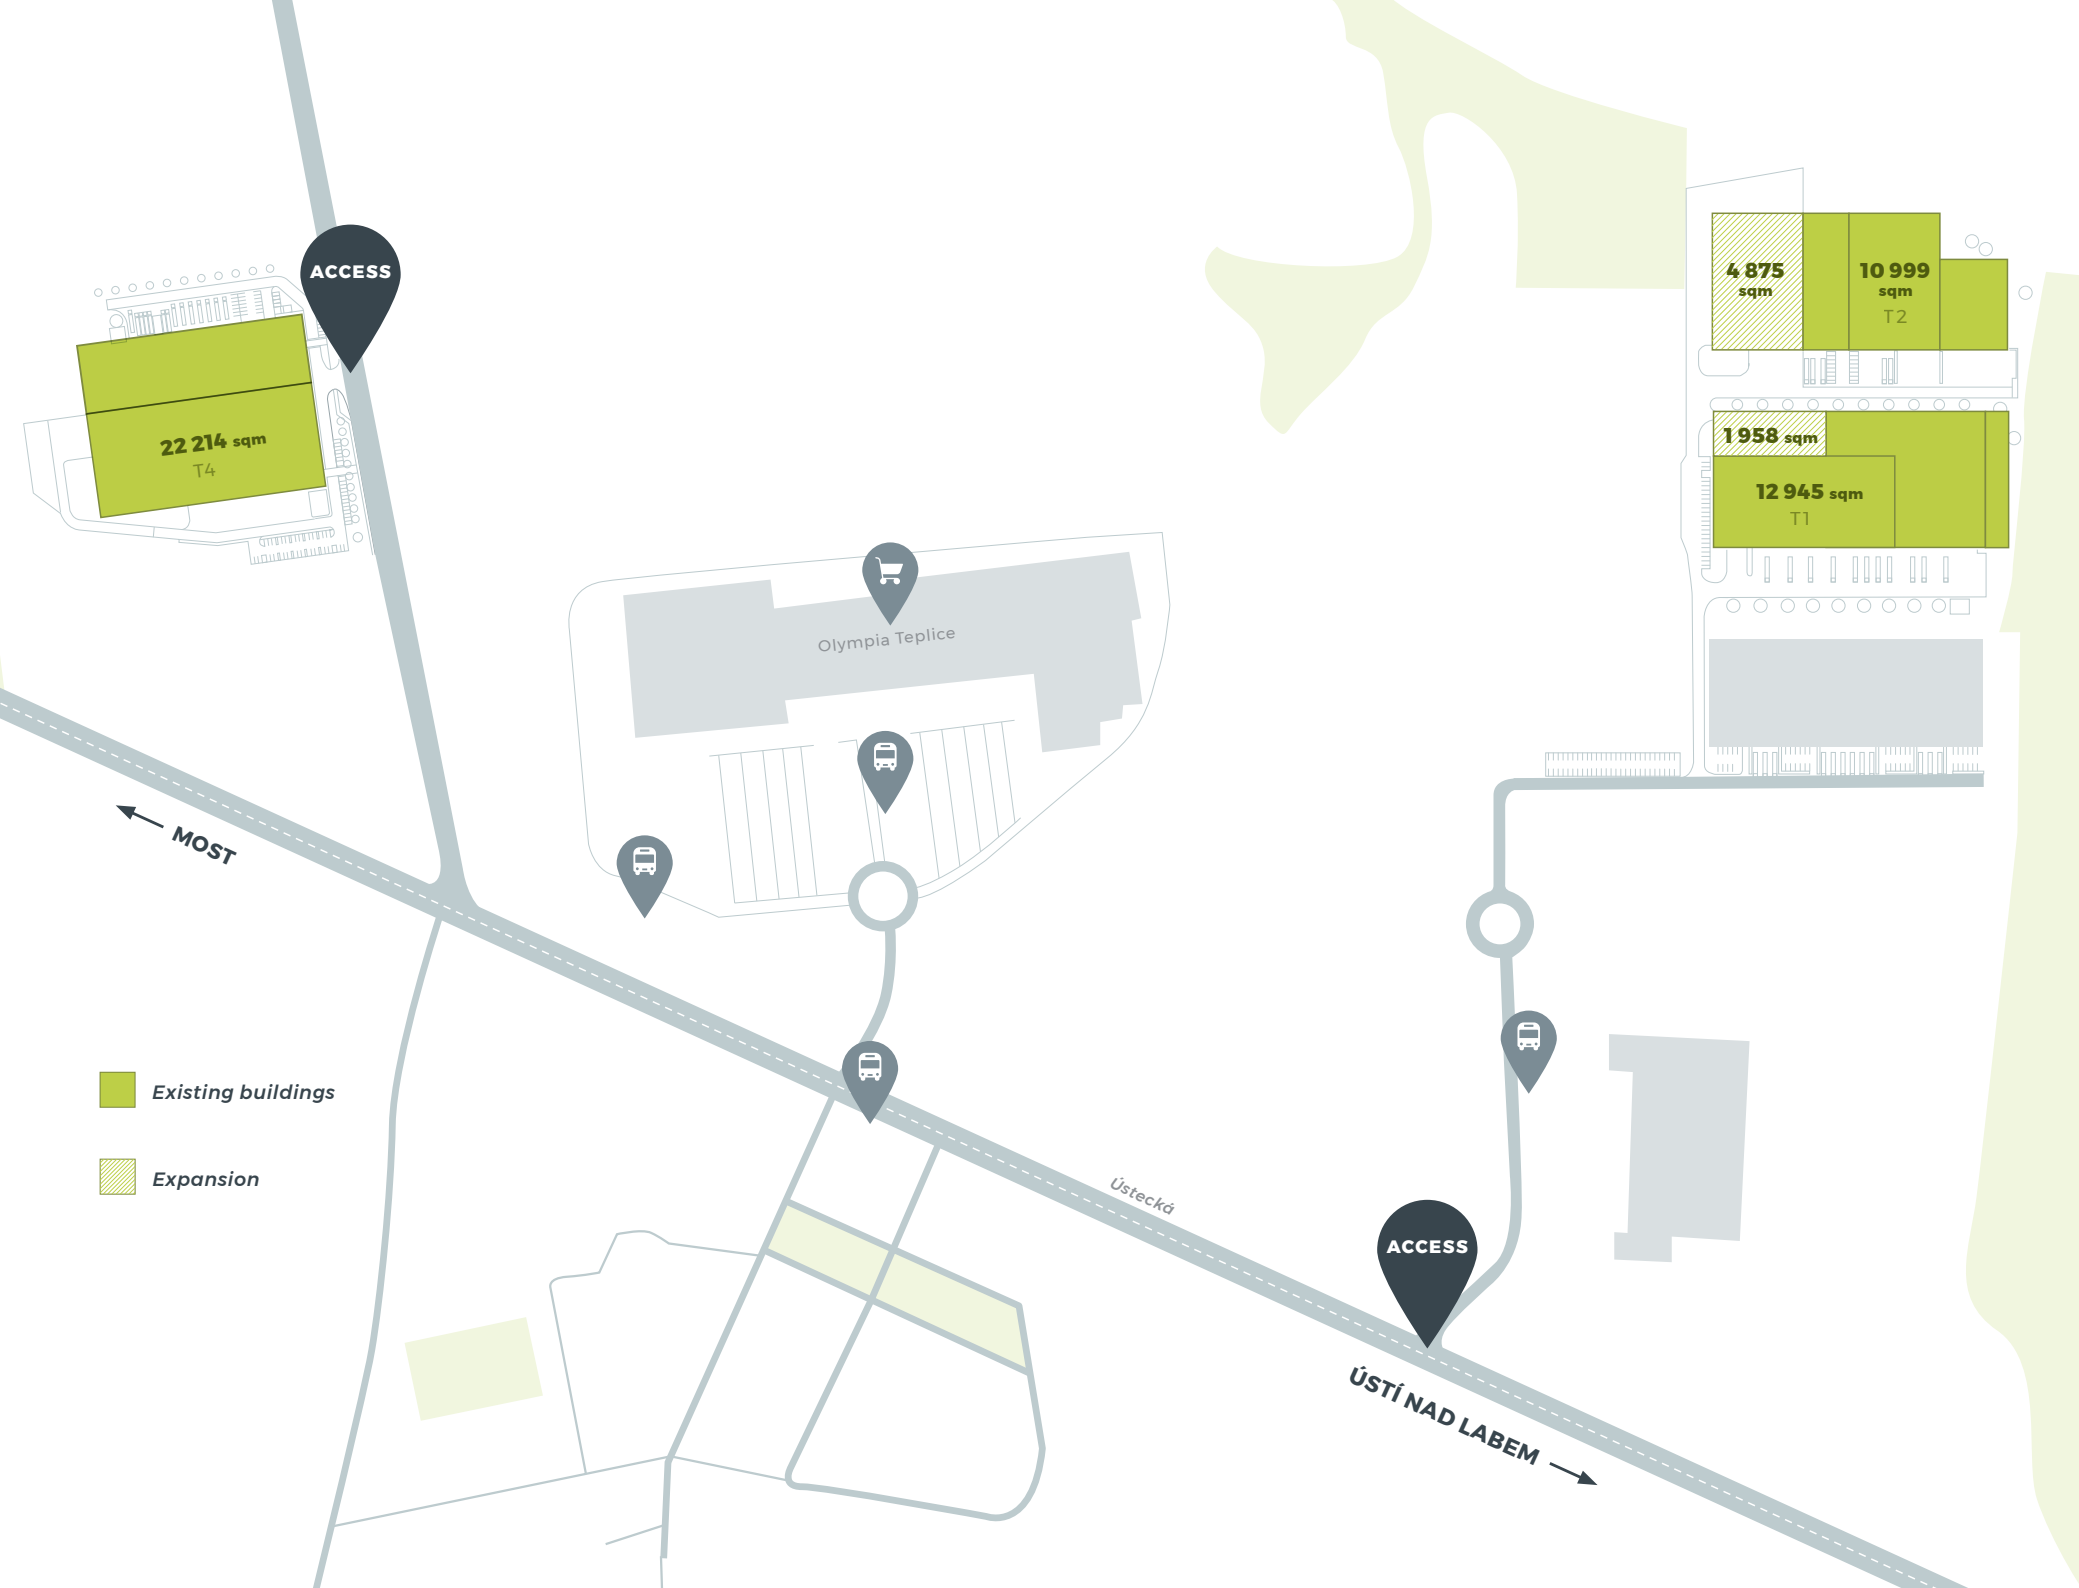 ACCESS
4 875
sqm
10 999
sqm
T2
22 214 sqm
T4
1 958 sqm
12 945 sqm
T1
Olympia Teplice
MOST
Existing buildings
Expansion
Ústecká
ACCESS
ÚSTÍ NAD LABEM